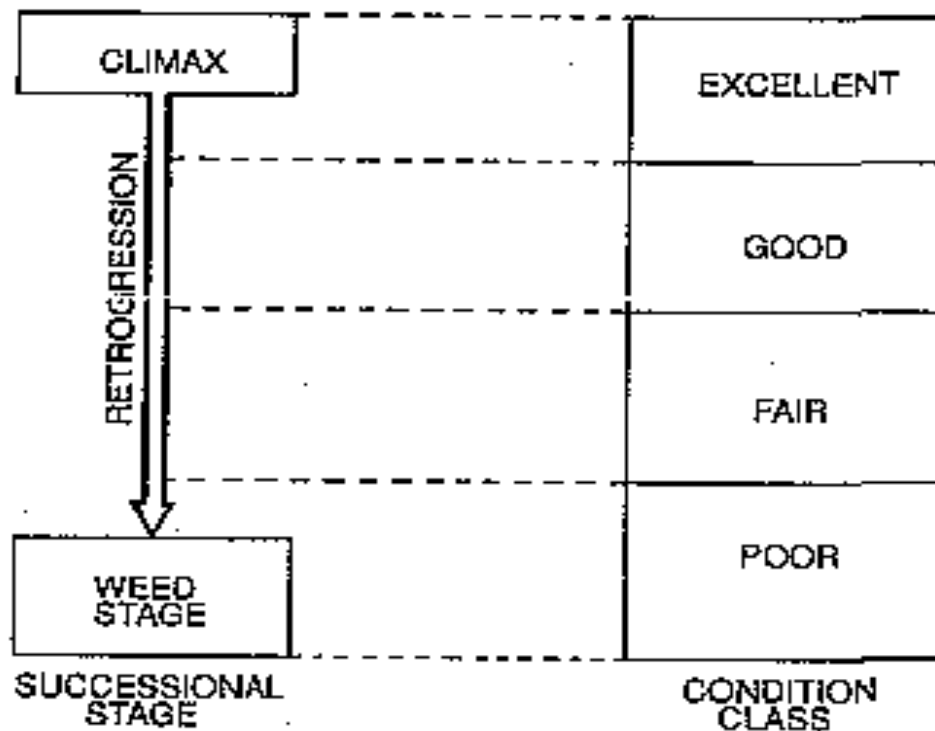 CLIMAX
RETROGRESSION
WEED
STAGE
SUCCESSIONAL
STAGE
EXCELLENT
GOOD
FAIR
POOR
CONDITION
CLASS